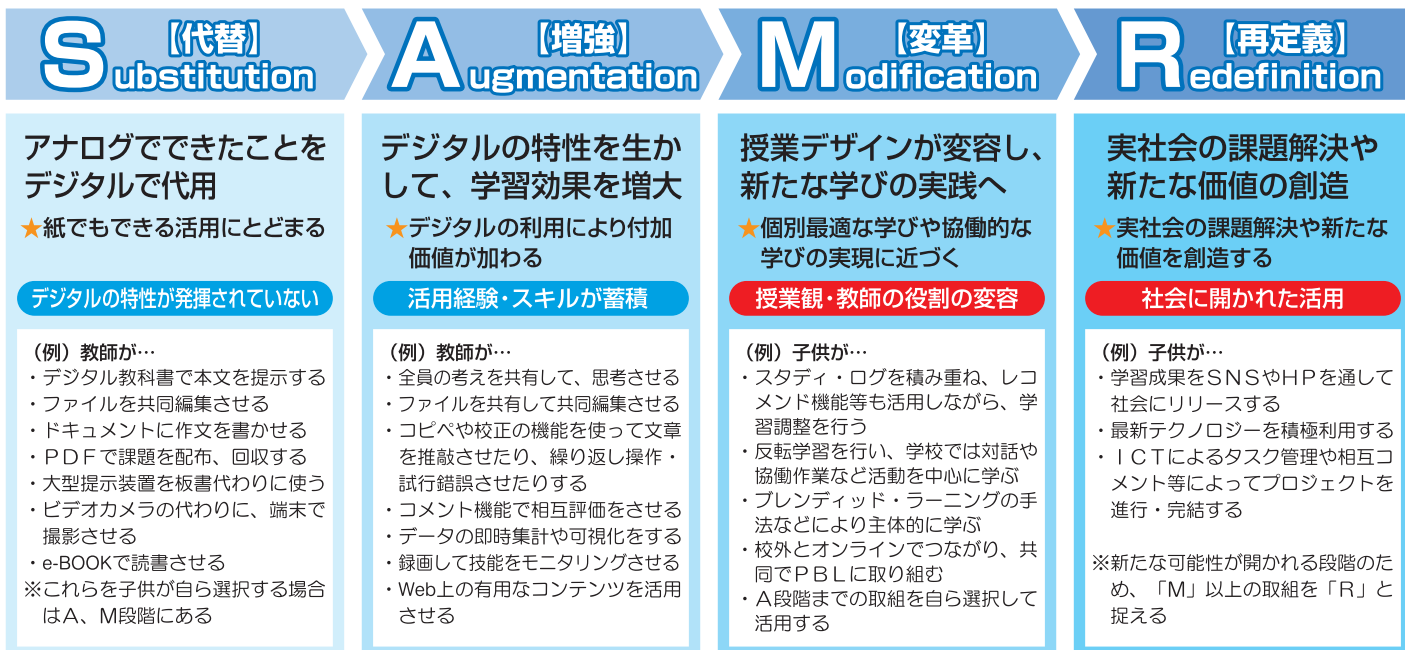 【代替】
Substitution
アナログでできたことを
デジタルで代用
★紙でもできる活用にとどまる
デジタルの特性が発揮されていない
（例）教師が…
・デジタル教科書で本文を提示する
・ファイルを共同編集させる
・ドキュメントに作文を書かせる
・ＰＤＦで課題を配布、回収する
・大型提示装置を板書代わりに使う
・ビデオカメラの代わりに、端末で
撮影させる
・e-BOOKで読書させる
※これらを子供が自ら選択する場合
はＡ、Ｍ段階にある
【増強】
Augmentation
デジタルの特性を生か
して、学習効果を増大
★デジタルの利用により付加
価値が加わる
活用経験・スキルが蓄積
（例）教師が…
・全員の考えを共有して、思考させる
・ファイルを共有して共同編集させる
・コピペや校正の機能を使って文章
を推敲させたり、繰り返し操作・
試行錯誤させたりする
・コメント機能で相互評価をさせる
・データの即時集計や可視化をする
・録画して技能をモニタリングさせる
・Web上の有用なコンテンツを活用
させる
【変革】
Modification
授業デザインが変容し、
新たな学びの実践へ
★個別最適な学びや協働的な
学びの実現に近づく
授業観・教師の役割の変容
（例）子供が…
・スタディ・ログを積み重ね、レコ
メンド機能等も活用しながら、学
習調整を行う
・反転学習を行い、学校では対話や
協働作業など活動を中心に学ぶ
・ブレンディッド・ラーニングの手
法などにより主体的に学ぶ
・校外とオンラインでつながり、共
同でＰＢＬに取り組む
・Ａ段階までの取組を自ら選択して
活用する
【再定義】
Redefinition
実社会の課題解決や
新たな価値の創造
★実社会の課題解決や新たな
価値を創造する
社会に開かれた活用
（例）子供が…
・学習成果をＳＮＳやＨＰを通して
社会にリリースする
・最新テクノロジーを積極利用する
・ＩＣＴによるタスク管理や相互コ
メント等によってプロジェクトを
進行・完結する
※新たな可能性が開かれる段階のた
め、「Ｍ」以上の取組を「Ｒ」と
捉える